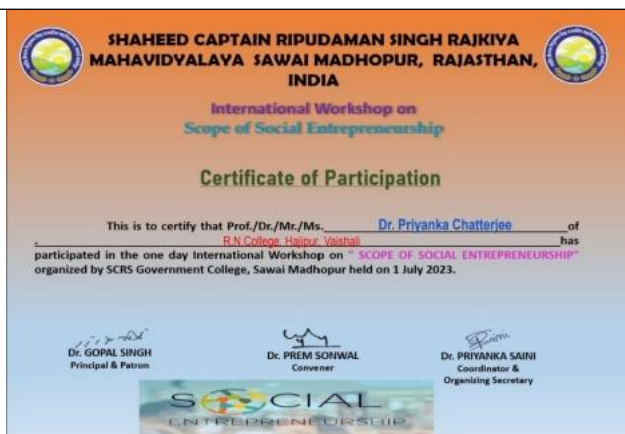 SHAHEED CAPTAIN RIPUDAMAN SINGH RAJKIYA
MAHAVIDYALAYA SAWAI MADHOPUR, RAJASTHAN,
INDIA
International Workshop on
Scope of Social Entrepreneurship
Certificate of Participation
This is to certify that Prof./Dr./Mr./Ms. Dr. Priyanka Chatterjee of
R.N College, Hajipur, Vaishali has
participated in the one day International Workshop on " SCOPE OF SOCIAL ENTREPRENEURSHIP"
organized by SCRS Government College, Sawai Madhopur held on 1 July 2023.
Dr. GOPAL SINGH
Principal & Patron
Dr. PREM SONWAL
Convener
Dr. PRIYANKA SAINI
Coordinator &
Organizing Secretary
SOCIAL
ENTREPRENEURSHIP